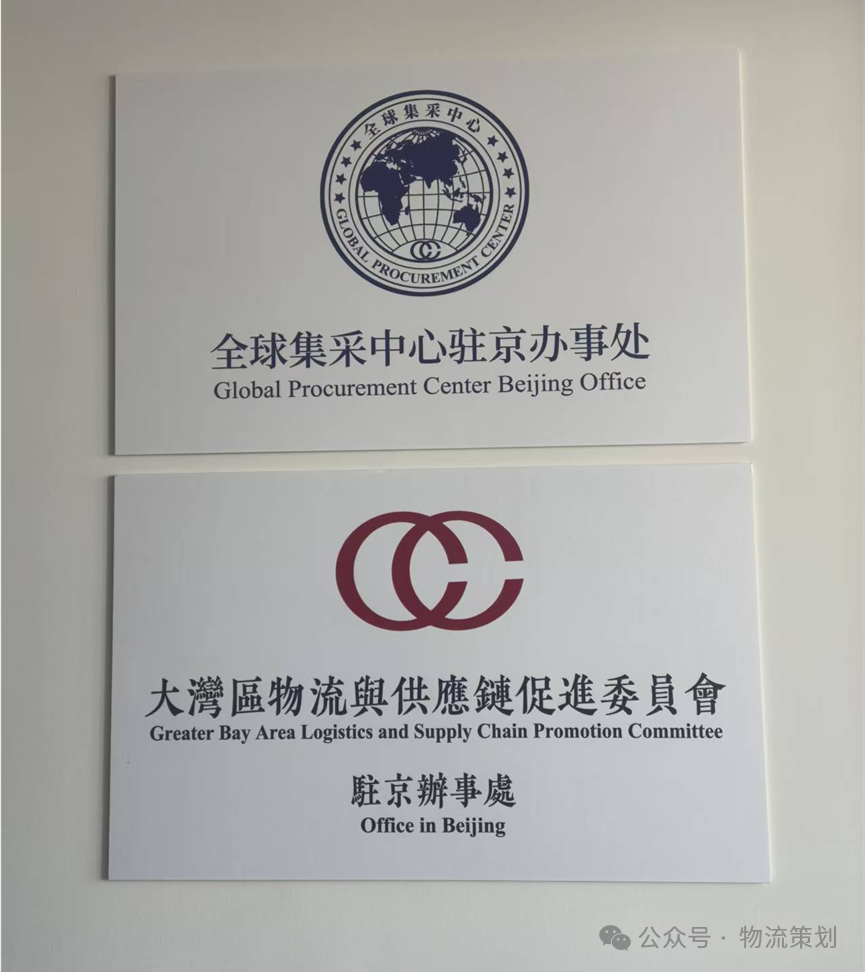 全球集采中心
GLOBAL PROCUREMENT CENTER
全球集采中心驻京办事处
Global Procurement Center Beijing Office
大灣區物流與供應鏈促進委員會
Greater Bay Area Logistics and Supply Chain Promotion Committee
駐京辦事處
Office in Beijing
公众号 · 物流策划